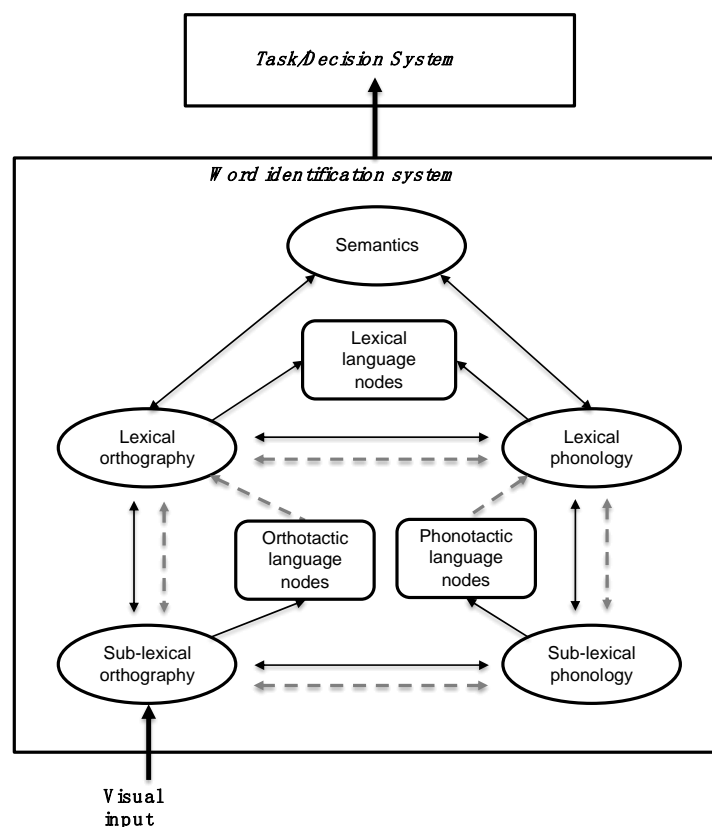 Task/Decision System
Word identification system
Semantics
Lexical
language
nodes
Lexical
orthography
Lexical
phonology
Orthotactic
language
nodes
Phonotactic
language
nodes
Sub-lexical
orthography
Sub-lexical
phonology
Visual
input